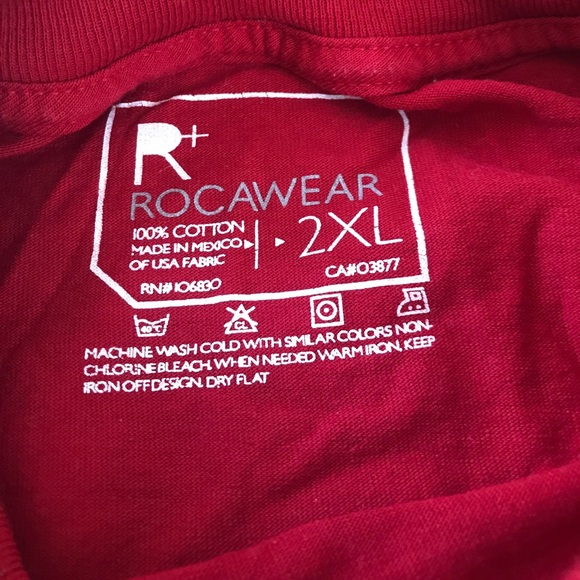 R+
ROCAWEAR
100% COTTON
MADE IN MEXICO
OF USA FABRIC
2XL
RN#106830
CA#03877
40°C
CL
MACHINE WASH COLD WITH SIMILAR COLORS NON-
CHLORINE BLEACH. WHEN NEEDED WARM IRON, KEEP
IRON OFF DESIGN. DRY FLAT